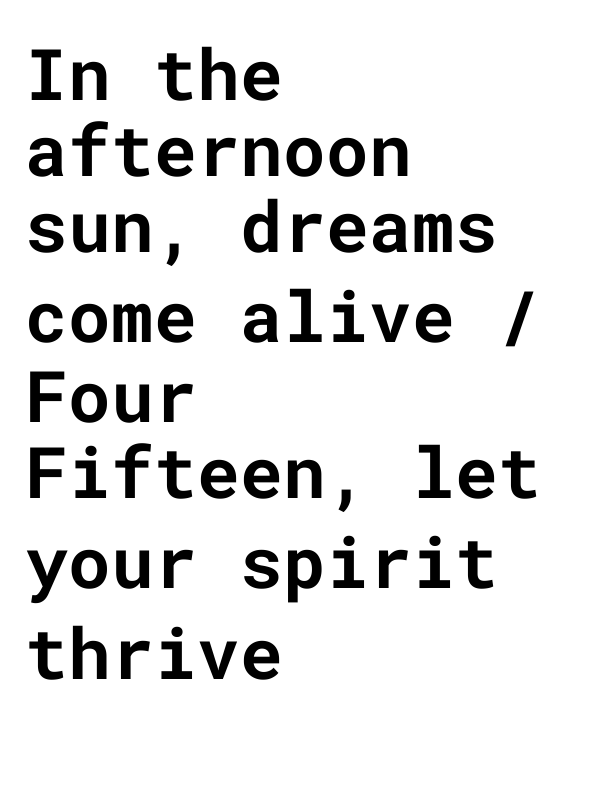 In the
afternoon
sun, dreams
come alive /
Four
Fifteen, let
your spirit
thrive